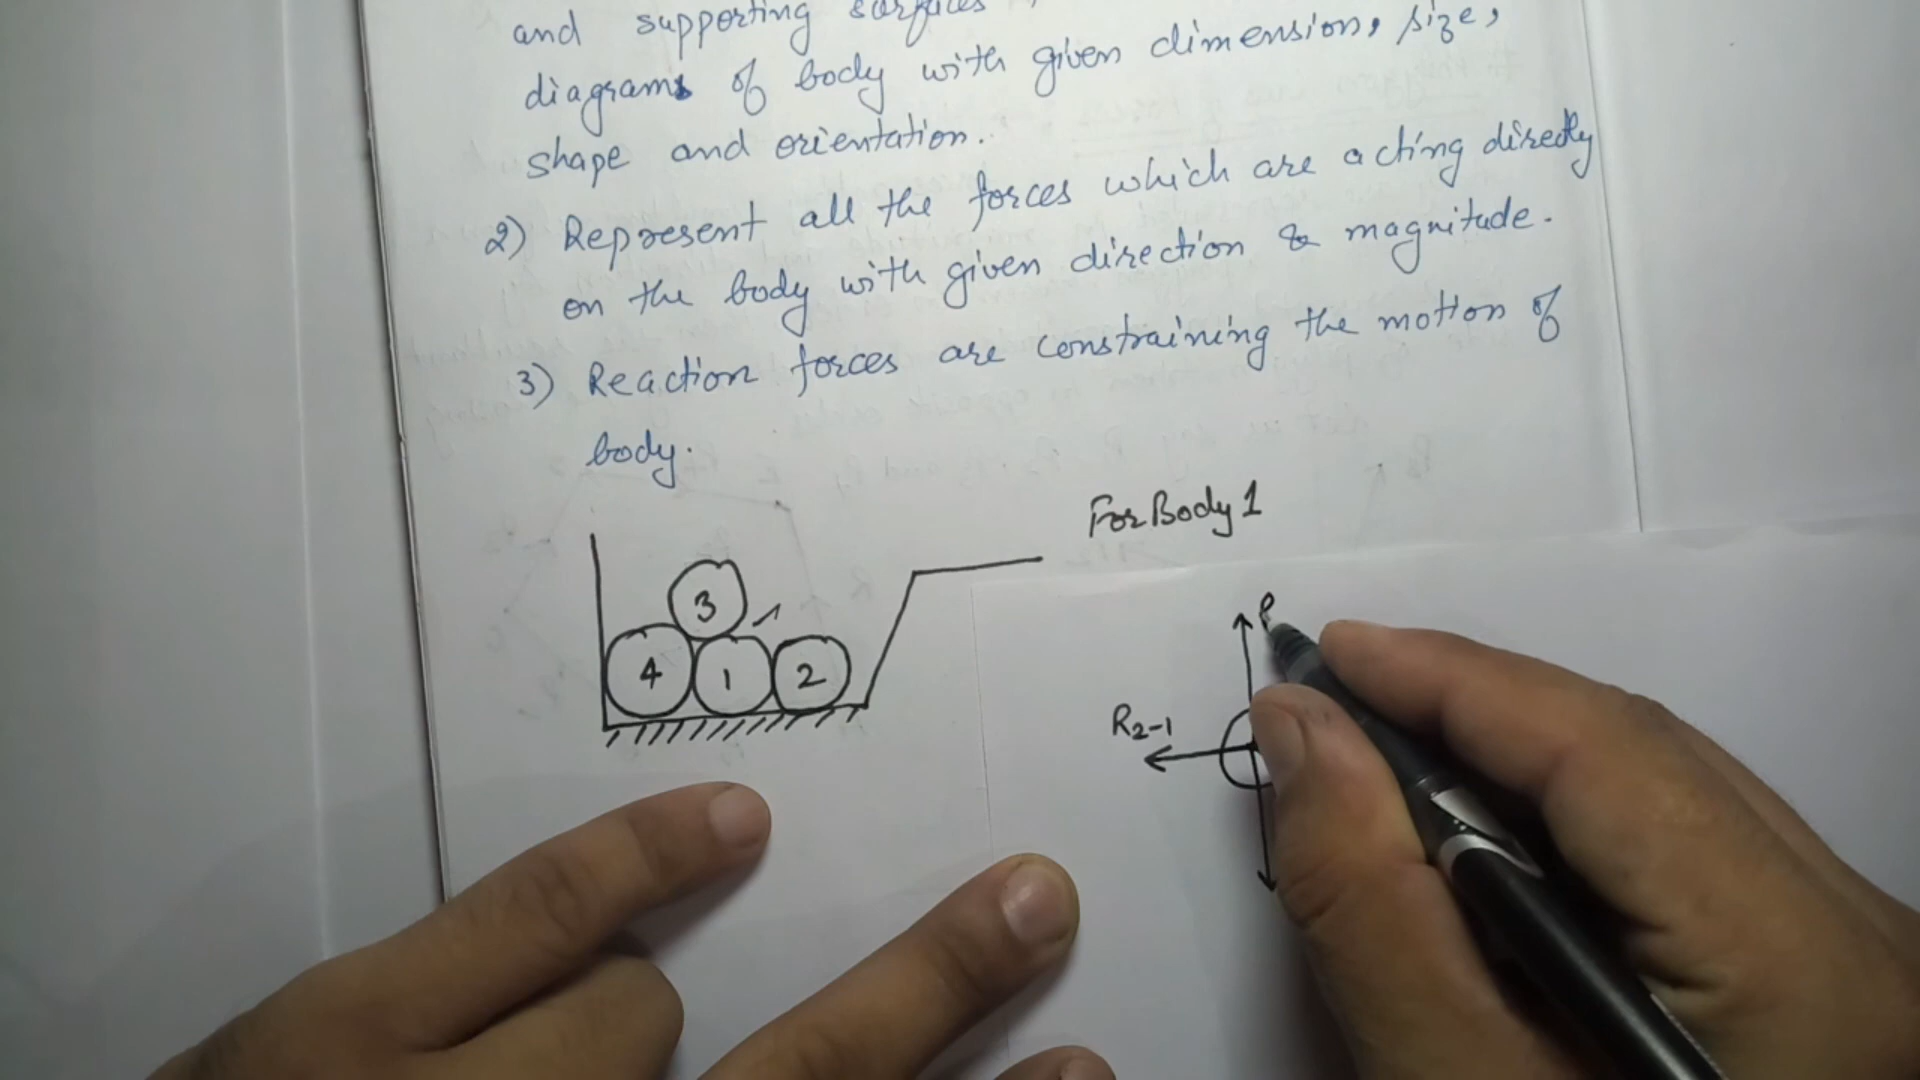 and supporting surfaces
diagrams of body with given dimensions, size,
shape and orientation.
2) Represent all the forces which are acting directly
on the body with given direction & magnitude.
3) Reaction forces are constraining the motion of
body.
For Body 1
3
4 1 2
R2-1